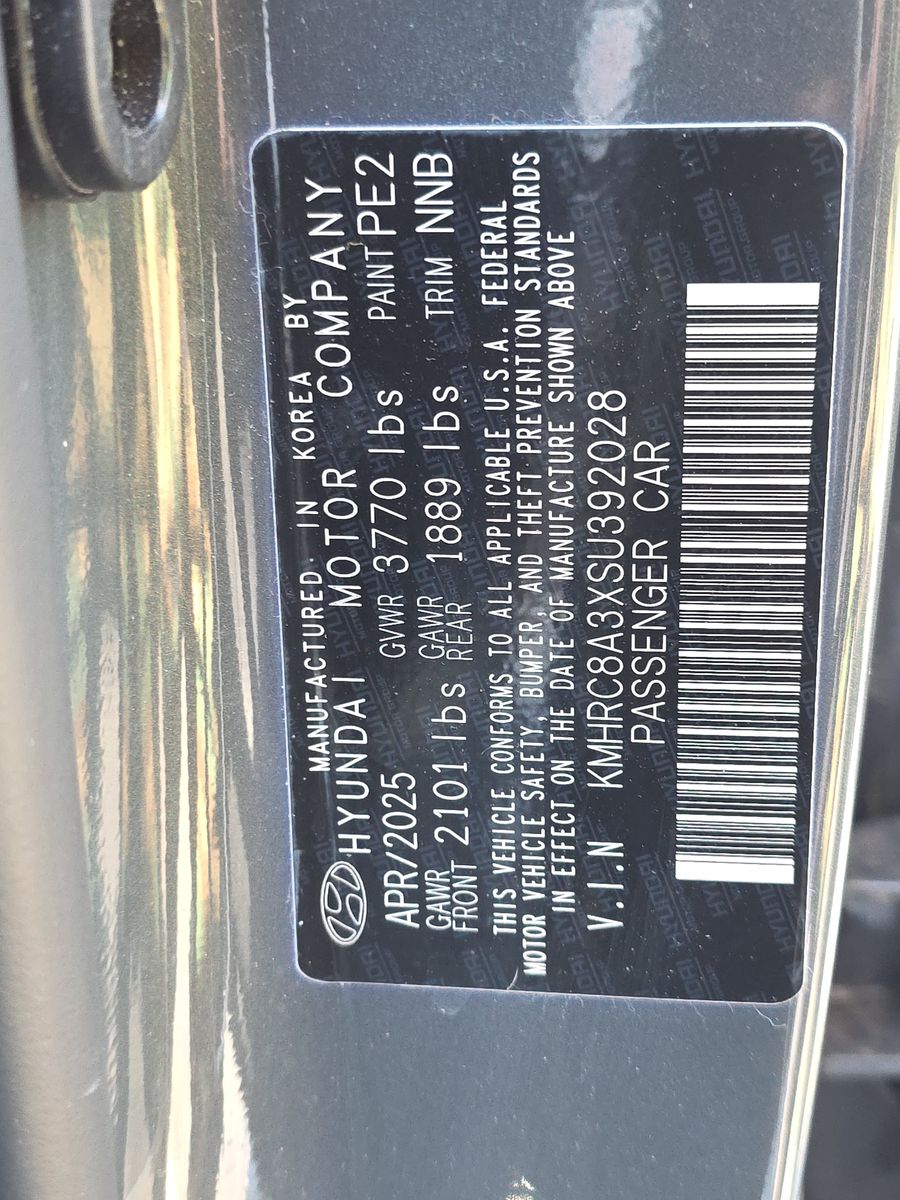 MANUFACTURED IN KOREA BY
HYUNDAI MOTOR COMPANY
APR/2025 GVWR 3770 lbs PAINT PE2
GAWR FRONT 2101 lbs GAWR REAR 1889 lbs TRIM NNB
THIS VEHICLE CONFORMS TO ALL APPLICABLE U.S.A. FEDERAL
MOTOR VEHICLE SAFETY, BUMPER, AND THEFT PREVENTION STANDARDS
IN EFFECT ON THE DATE OF MANUFACTURE SHOWN ABOVE
V.I.N KMHRC8A3XSU392028
PASSENGER CAR